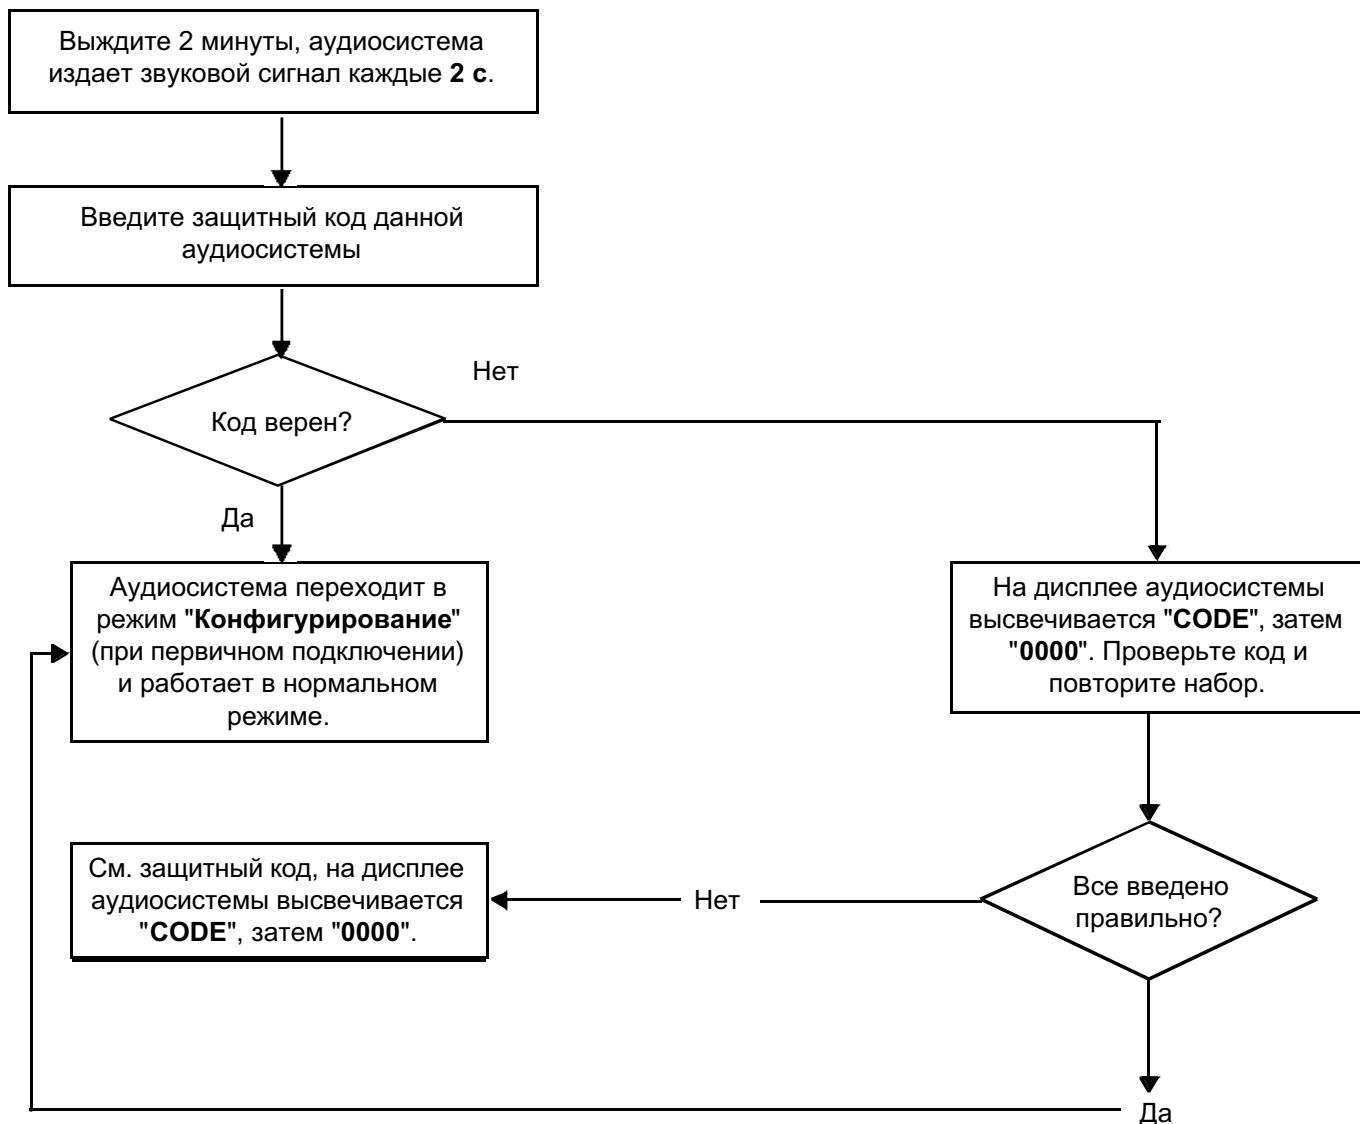 Выждите 2 минуты, аудиосистема
издает звуковой сигнал каждые 2 с.
Введите защитный код данной
аудиосистемы
Нет
Код верен?
Да
Аудиосистема переходит в
режим "Конфигурирование"
(при первичном подключении)
и работает в нормальном
режиме.
На дисплее аудиосистемы
высвечивается "CODE", затем
"0000". Проверьте код и
повторите набор.
См. защитный код, на дисплее
аудиосистемы высвечивается
"CODE", затем "0000".
Нет
Все введено
правильно?
Да